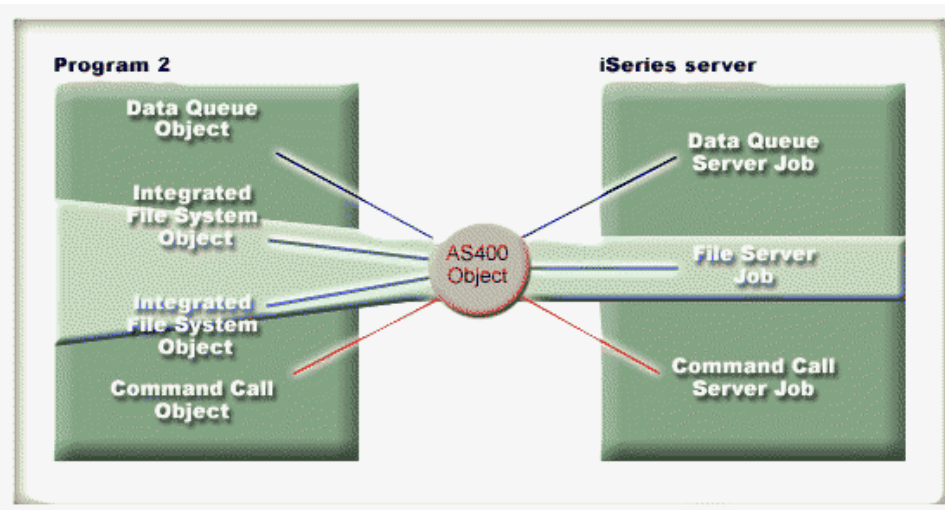 Program 2
Data Queue
Object
Integrated
File System
Object
Integrated
File System
Object
Command Call
Object
AS400
Object
iSeries server
Data Queue
Server Job
File Server
Job
Command Call
Server Job